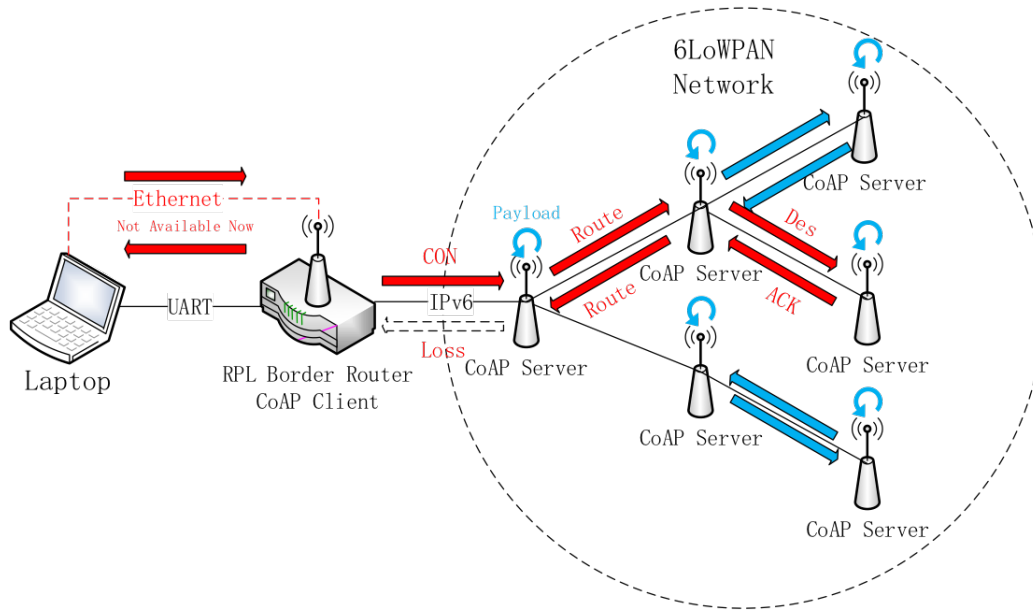 6LoWPAN
Network
CoAP Server
Ethernet
Not Available Now
Payload
Route
Des
CON
CoAP Server
Route
ACK
UART
IPv6
Loss
CoAP Server
CoAP Server
Laptop
RPL Border Router
CoAP Client
CoAP Server
CoAP Server